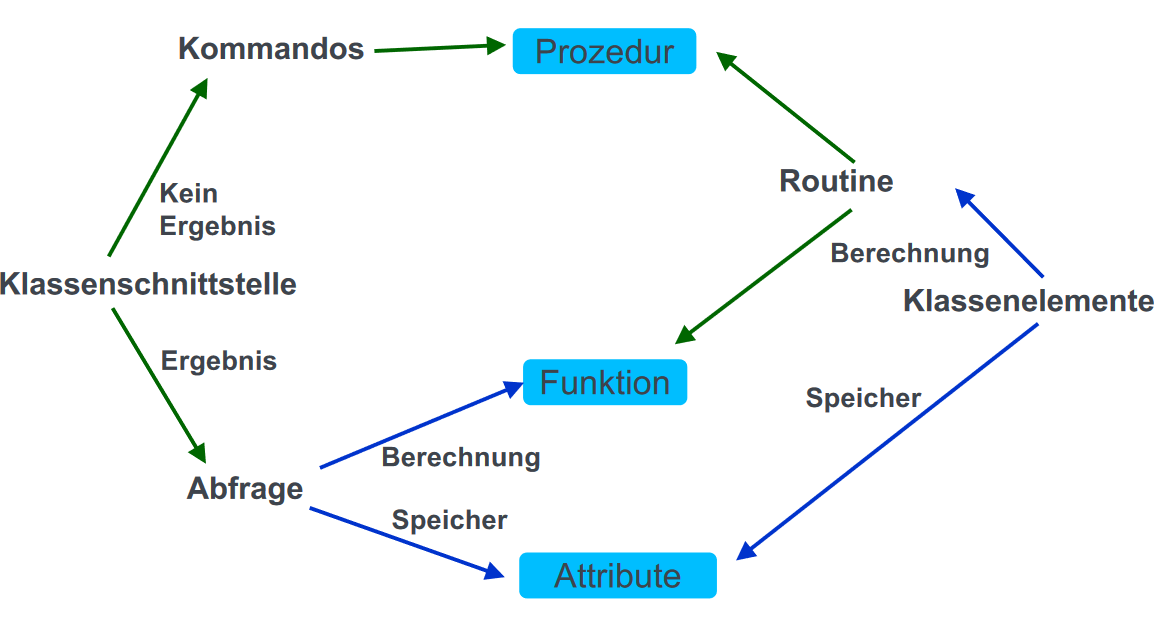 Kommandos
Prozedur
Routine
Kein
Ergebnis
Berechnung
Klassenschnittstelle
Klassenelemente
Ergebnis
Funktion
Speicher
Berechnung
Abfrage
Speicher
Attribute